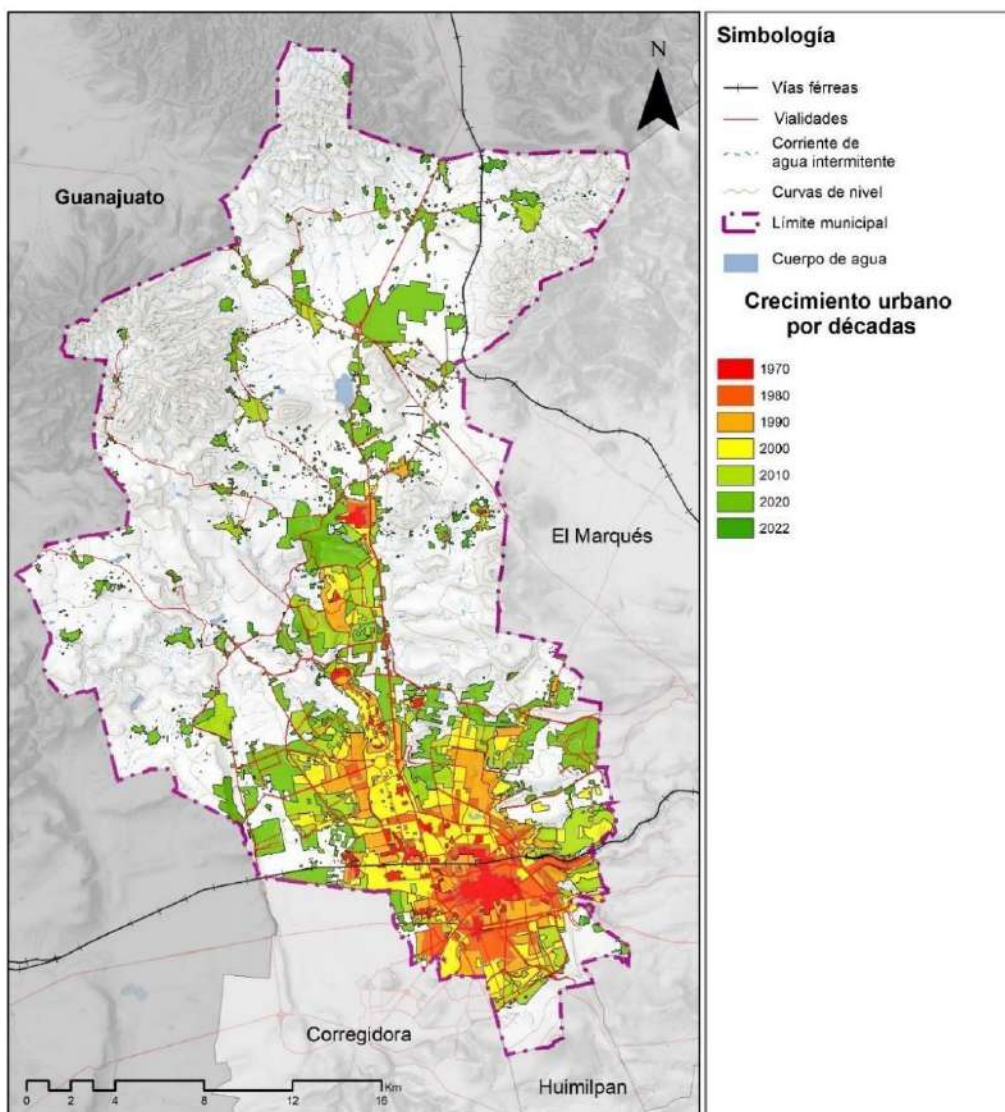 N
Guanajuato
El Marqués
Corregidora
Huimilpan
0 2 4 8 12 16
Km
Simbología
Vías férreas
Vialidades
Corriente de
agua intermitente
Curvas de nivel
Límite municipal
Cuerpo de agua
Crecimiento urbano
por décadas
1970
1980
1990
2000
2010
2020
2022